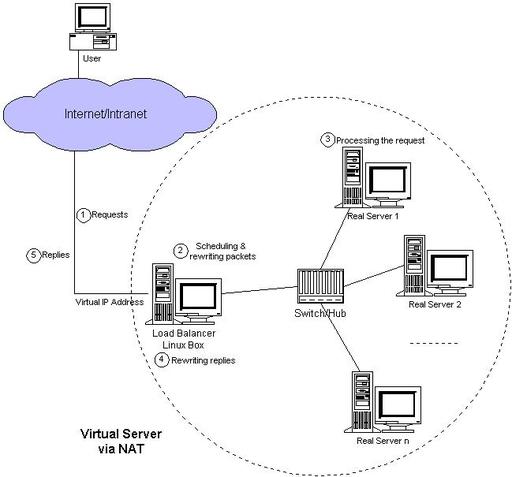 User
Internet/Intranet
3 Processing the request
Real Server 1
1 Requests
2 Scheduling &
rewriting packets
5 Replies
Real Server 2
Virtual IP Address
Switch/Hub
Load Balancer
Linux Box
4 Rewriting replies
Virtual Server
via NAT
Real Server n